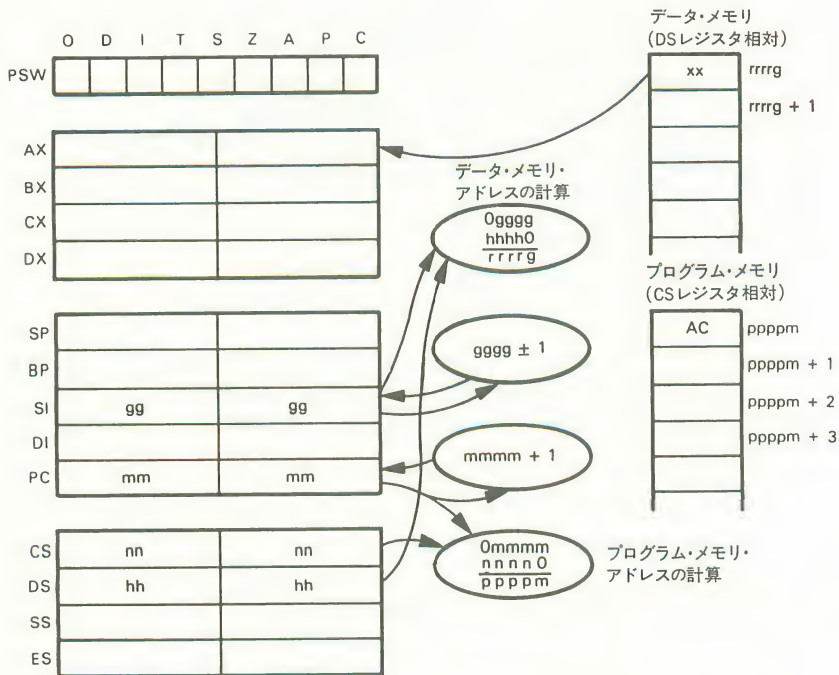 O D I T S Z A P C
PSW
AX
BX
CX
DX
SP
BP
SI gg gg
DI
PC mm mm
CS nn nn
DS hh hh
SS
ES
データ・メモリ・
アドレスの計算
0gggg
hhhh0
rrrrg
gggg ± 1
mmmm + 1
0mmmm
nnnn0
ppppm
プログラム・メモリ・
アドレスの計算
データ・メモリ
(DSレジスタ相対)
xx rrrrg
rrrrg + 1
プログラム・メモリ
(CSレジスタ相対)
AC ppppm
ppppm + 1
ppppm + 2
ppppm + 3